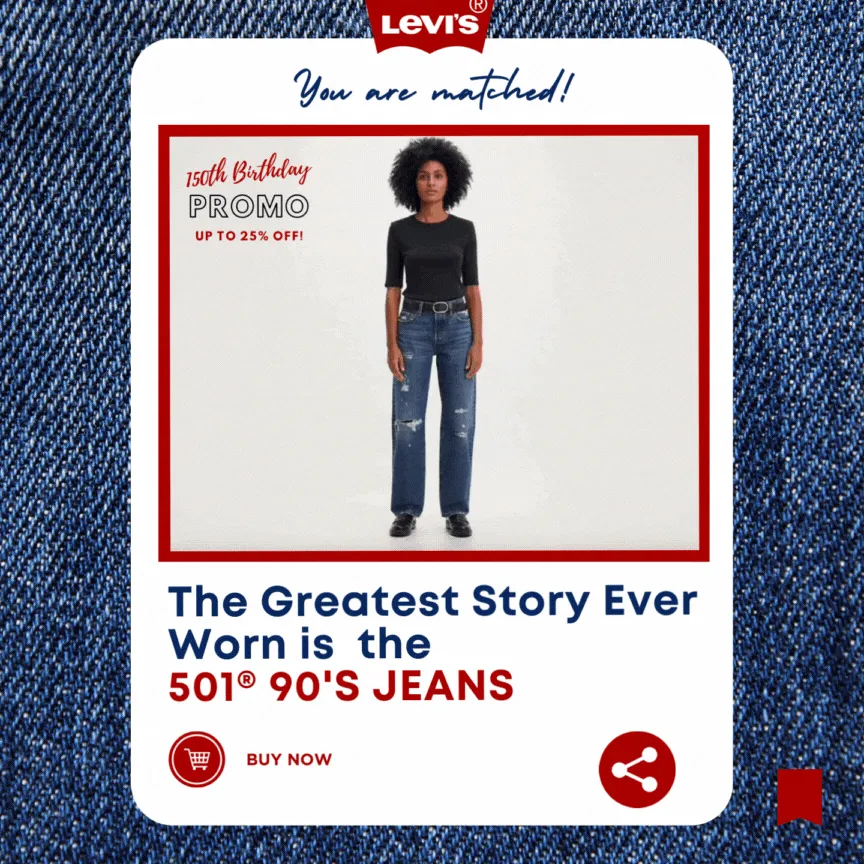 LEVI'S®
You are matched!
150th Birthday
PROMO
UP TO 25% OFF!
The Greatest Story Ever
Worn is the
501® 90'S JEANS
BUY NOW